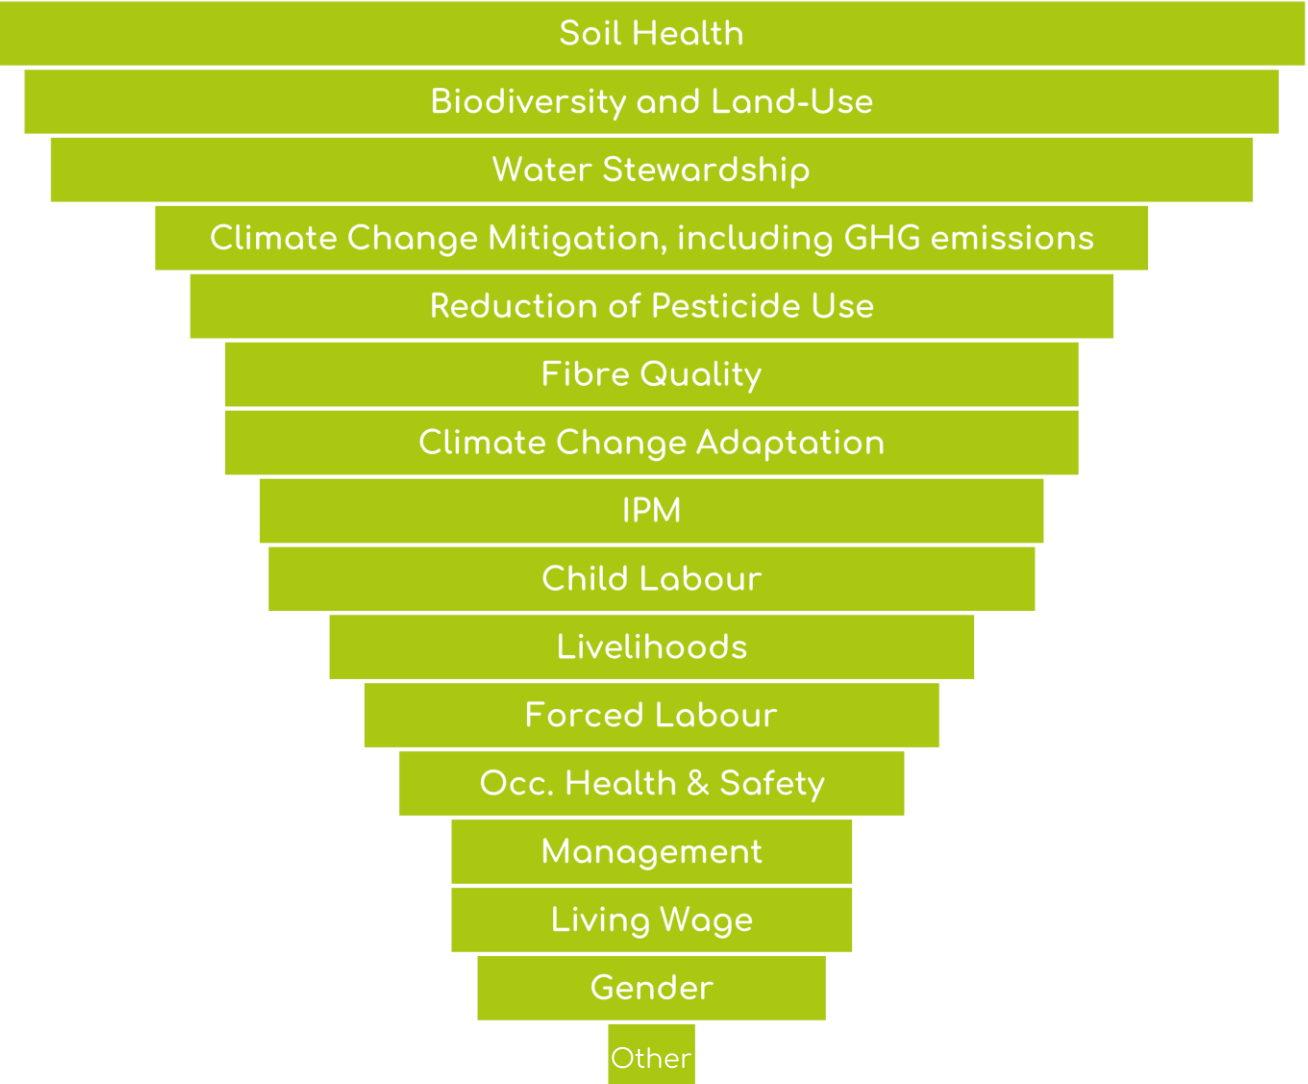 Soil Health
Biodiversity and Land-Use
Water Stewardship
Climate Change Mitigation, including GHG emissions
Reduction of Pesticide Use
Fibre Quality
Climate Change Adaptation
IPM
Child Labour
Livelihoods
Forced Labour
Occ. Health & Safety
Management
Living Wage
Gender
Other